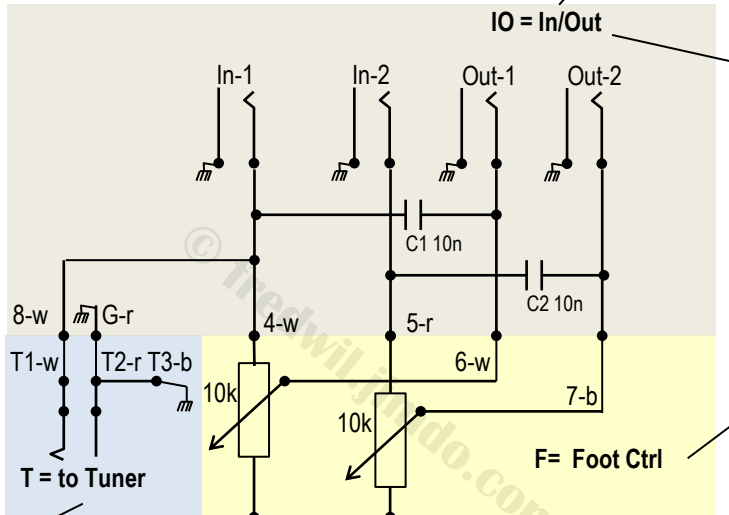 IO = In/Out
In-1 In-2 Out-1 Out-2
C1 10n
C2 10n
8-w G-r 4-w 5-r
T1-w T2-r T3-b 6-w
10k 7-b
10k
F= Foot Ctrl
T = to Tuner
© fredwil.jimdo.com